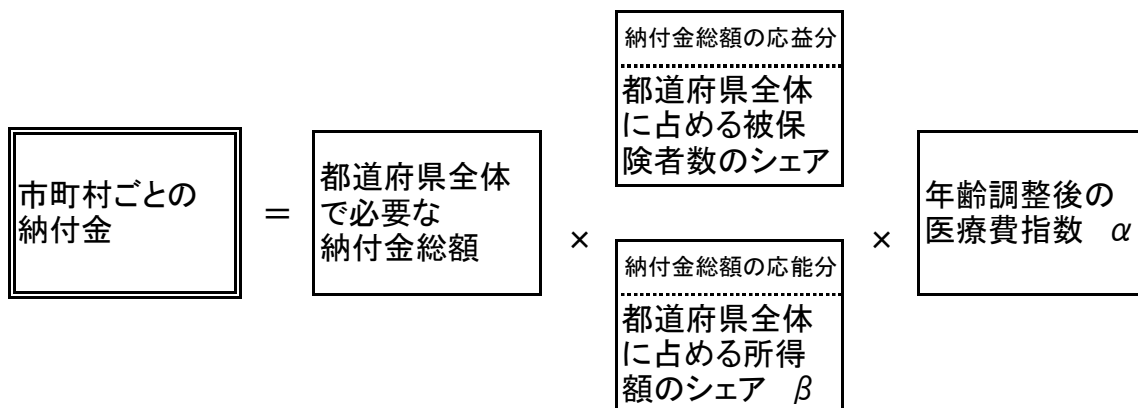 市町村ごとの
納付金
＝
都道府県全体
で必要な
納付金総額
×
納付金総額の応益分
都道府県全体
に占める被保
険者数のシェア
納付金総額の応能分
都道府県全体
に占める所得
額のシェア　β
×
年齢調整後の
医療費指数　α